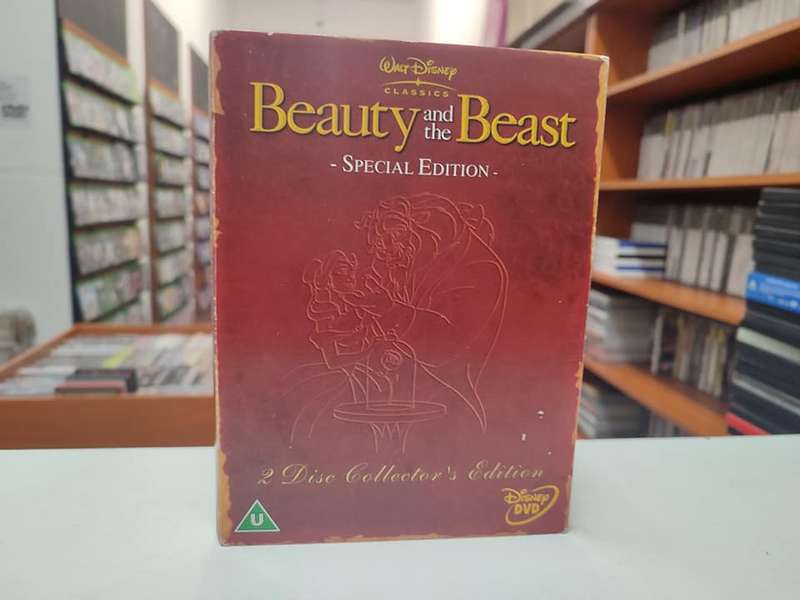 WALT DISNEY
CLASSICS
Beauty and the Beast
- SPECIAL EDITION -
2 Disc Collector's Edition
U
DISNEY
DVD